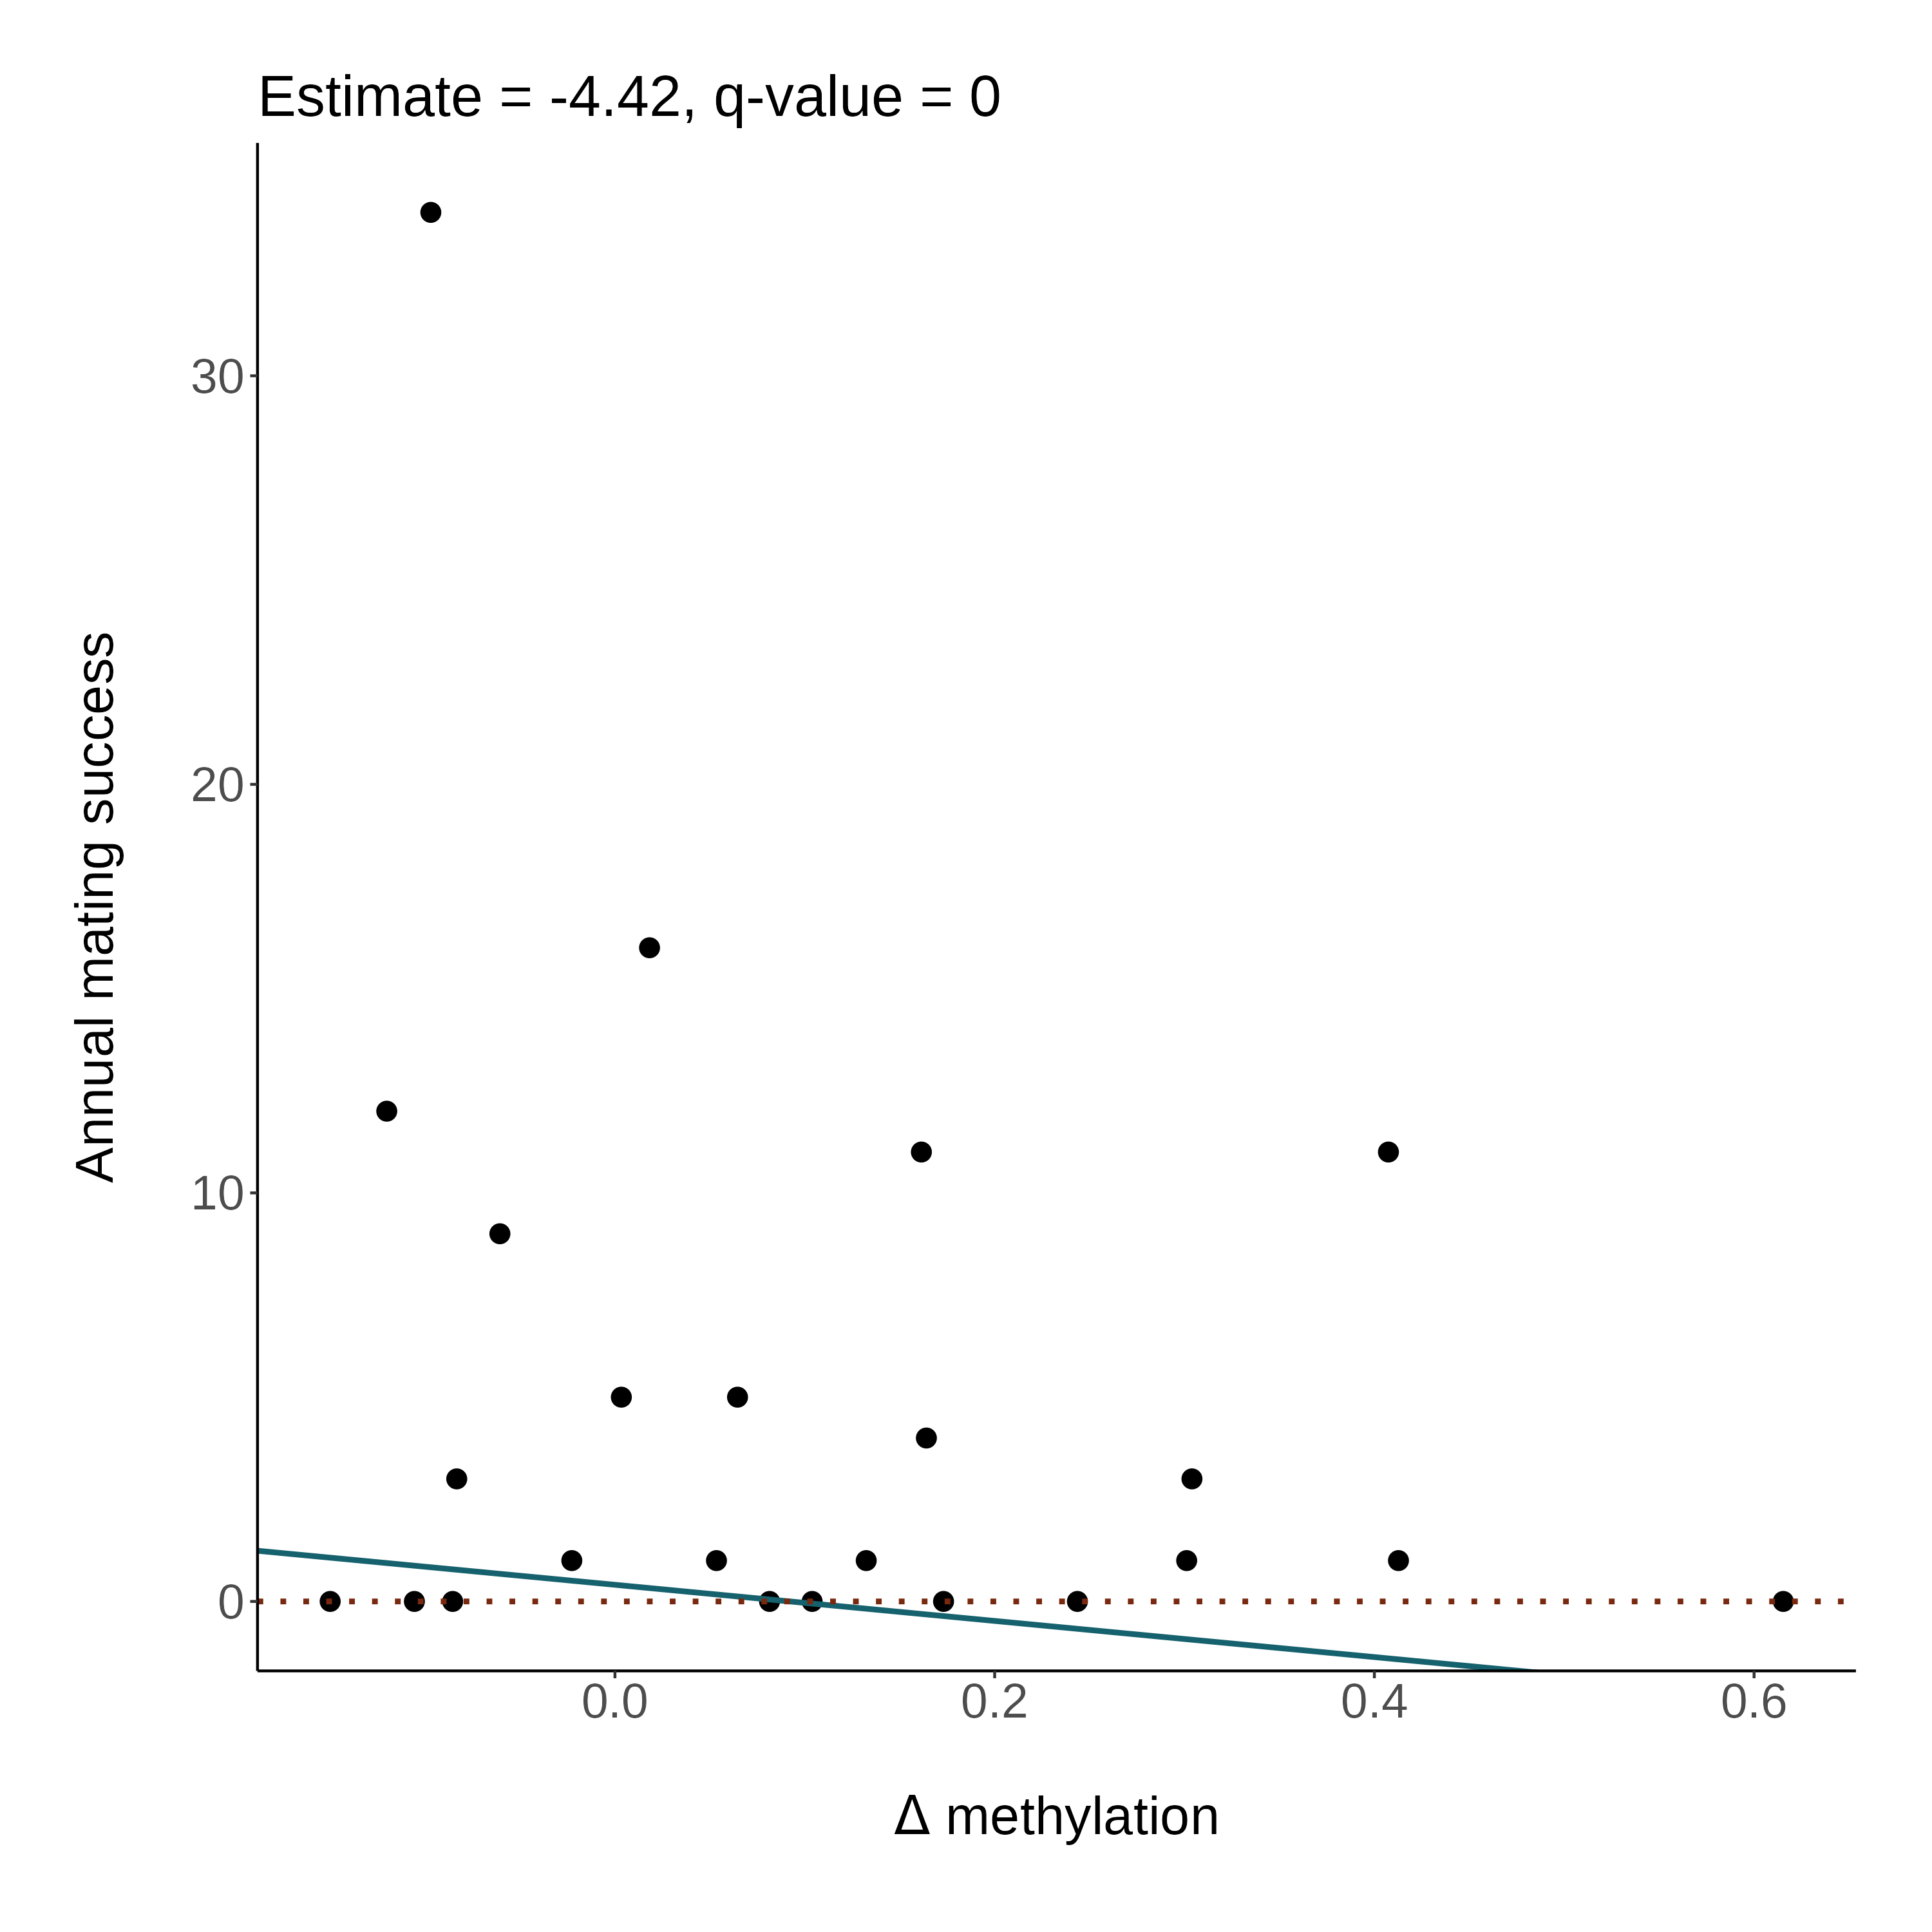 Estimate = -4.42, q-value = 0
Annual mating success
30
20
10
0
0.0 0.2 0.4 0.6
Δ methylation